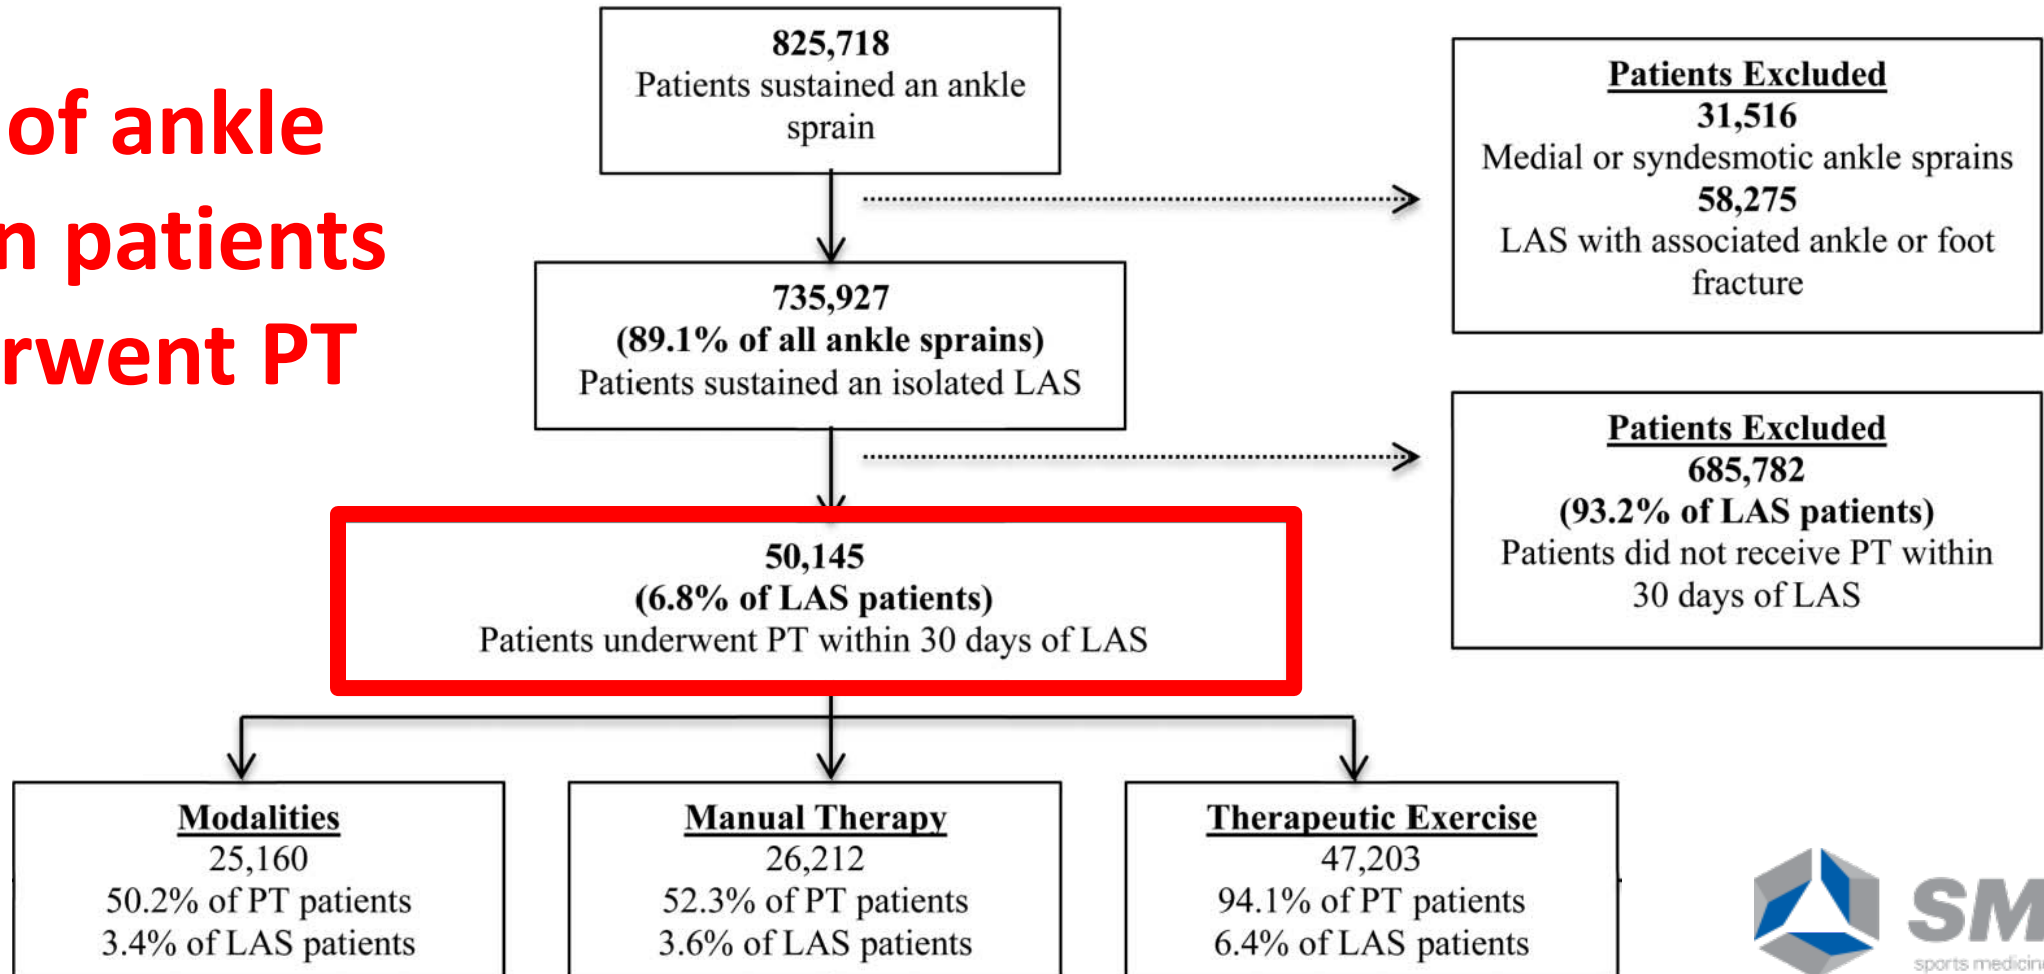 of ankle
n patients
rwent PT
825,718
Patients sustained an ankle
sprain
Patients Excluded
31,516
Medial or syndesmotic ankle sprains
58,275
LAS with associated ankle or foot
fracture
735,927
(89.1% of all ankle sprains)
Patients sustained an isolated LAS
Patients Excluded
685,782
(93.2% of LAS patients)
Patients did not receive PT within
30 days of LAS
50,145
(6.8% of LAS patients)
Patients underwent PT within 30 days of LAS
Modalities
25,160
50.2% of PT patients
3.4% of LAS patients
Manual Therapy
26,212
52.3% of PT patients
3.6% of LAS patients
Therapeutic Exercise
47,203
94.1% of PT patients
6.4% of LAS patients
SM
sports medicin